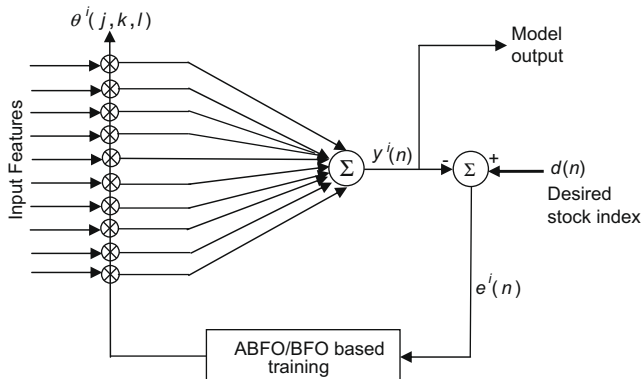 θ^i(j,k,l)
Model
output
Input Features
Σ
y^i(n)
-
Σ
+
d(n)
Desired
stock index
e^i(n)
ABFO/BFO based
training